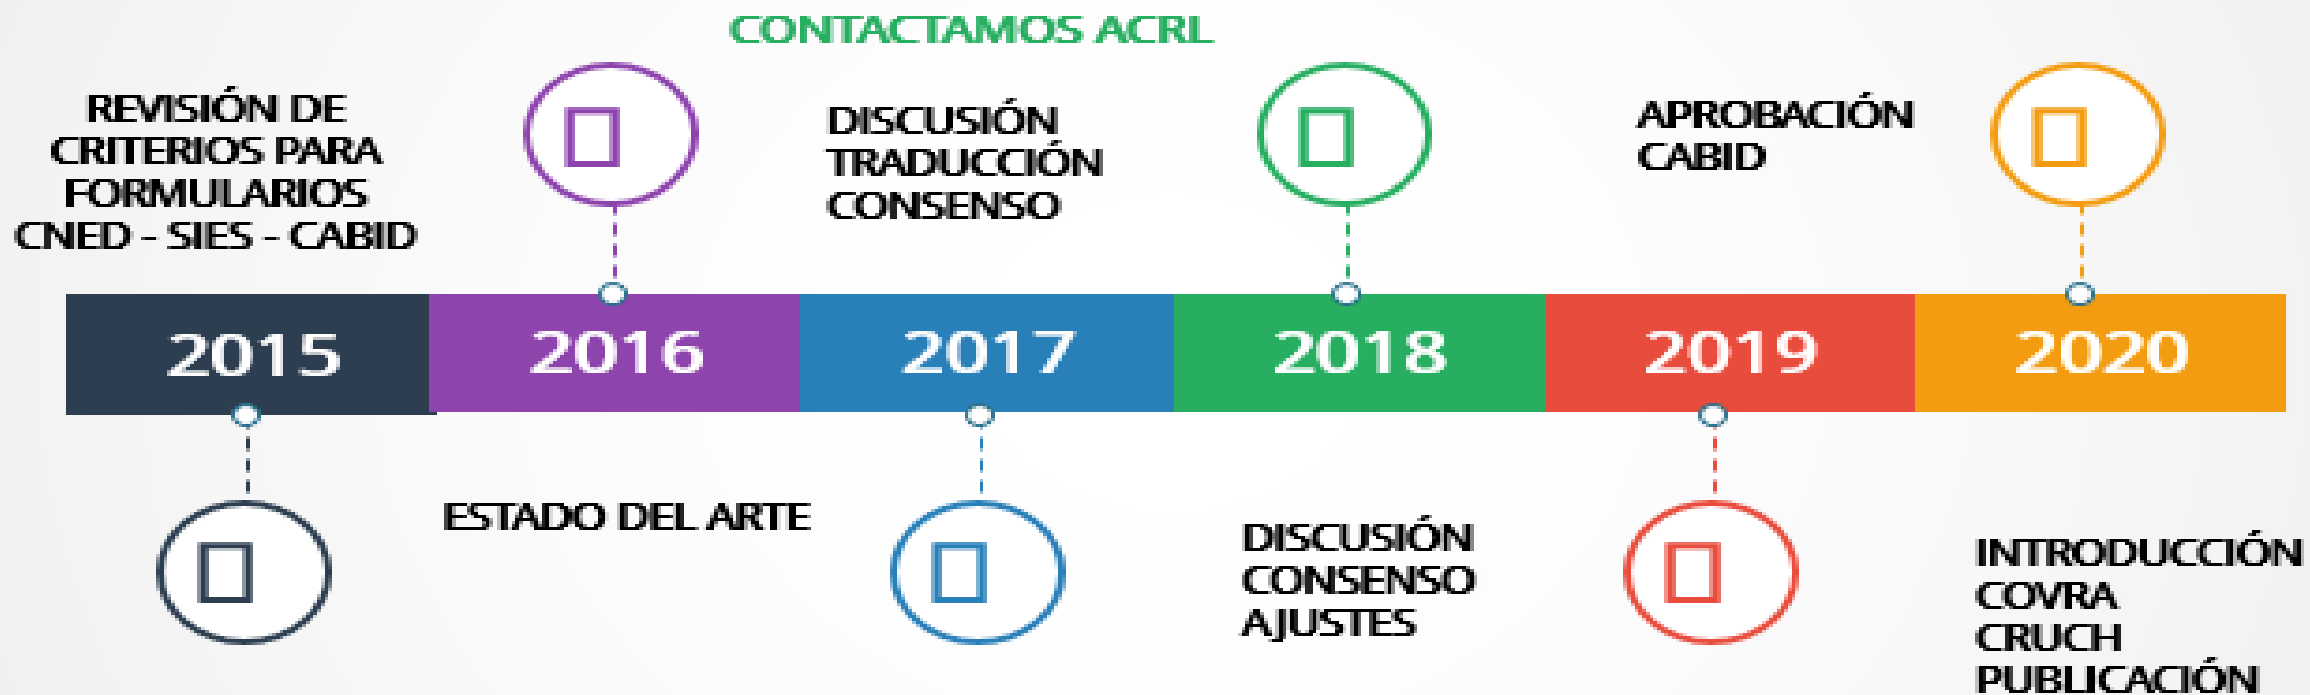 CONTACTAMOS ACRL
REVISIÓN DE
CRITERIOS PARA
FORMULARIOS
CNED - SIES - CABID
DISCUSIÓN
TRADUCCIÓN
CONSENSO
APROBACIÓN
CABID
2015
2016
2017
2018
2019
2020
ESTADO DEL ARTE
DISCUSIÓN
CONSENSO
AJUSTES
INTRODUCCIÓN
COVRA
CRUCH
PUBLICACIÓN